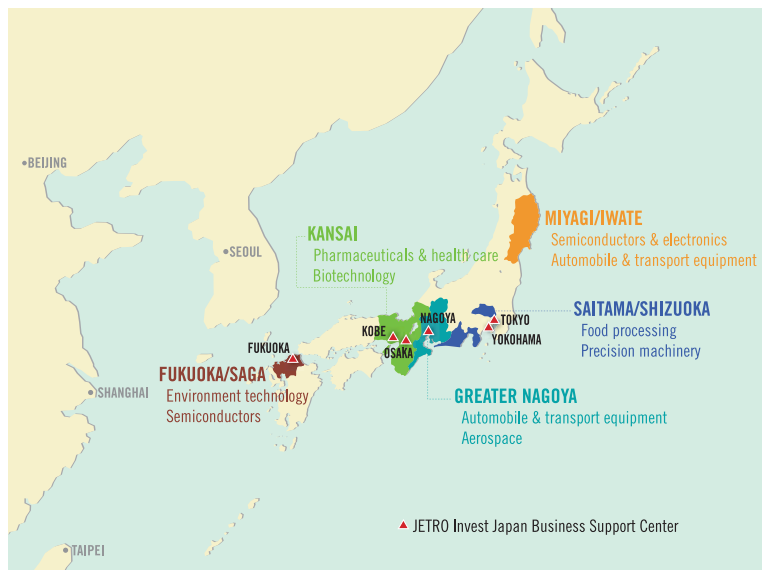 BEIJING
SEOUL
SHANGHAI
TAIPEI
KANSAI
Pharmaceuticals & health care
Biotechnology
MIYAGI/IWATE
Semiconductors & electronics
Automobile & transport equipment
SAITAMA/SHIZUOKA
Food processing
Precision machinery
TOKYO
YOKOHAMA
NAGOYA
KOBE
OSAKA
FUKUOKA
FUKUOKA/SAGA
Environment technology
Semiconductors
GREATER NAGOYA
Automobile & transport equipment
Aerospace
JETRO Invest Japan Business Support Center